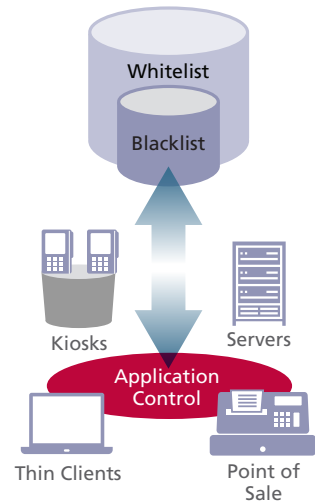 Whitelist
Blacklist
Kiosks
Servers
Application
Control
Thin Clients
Point of
Sale